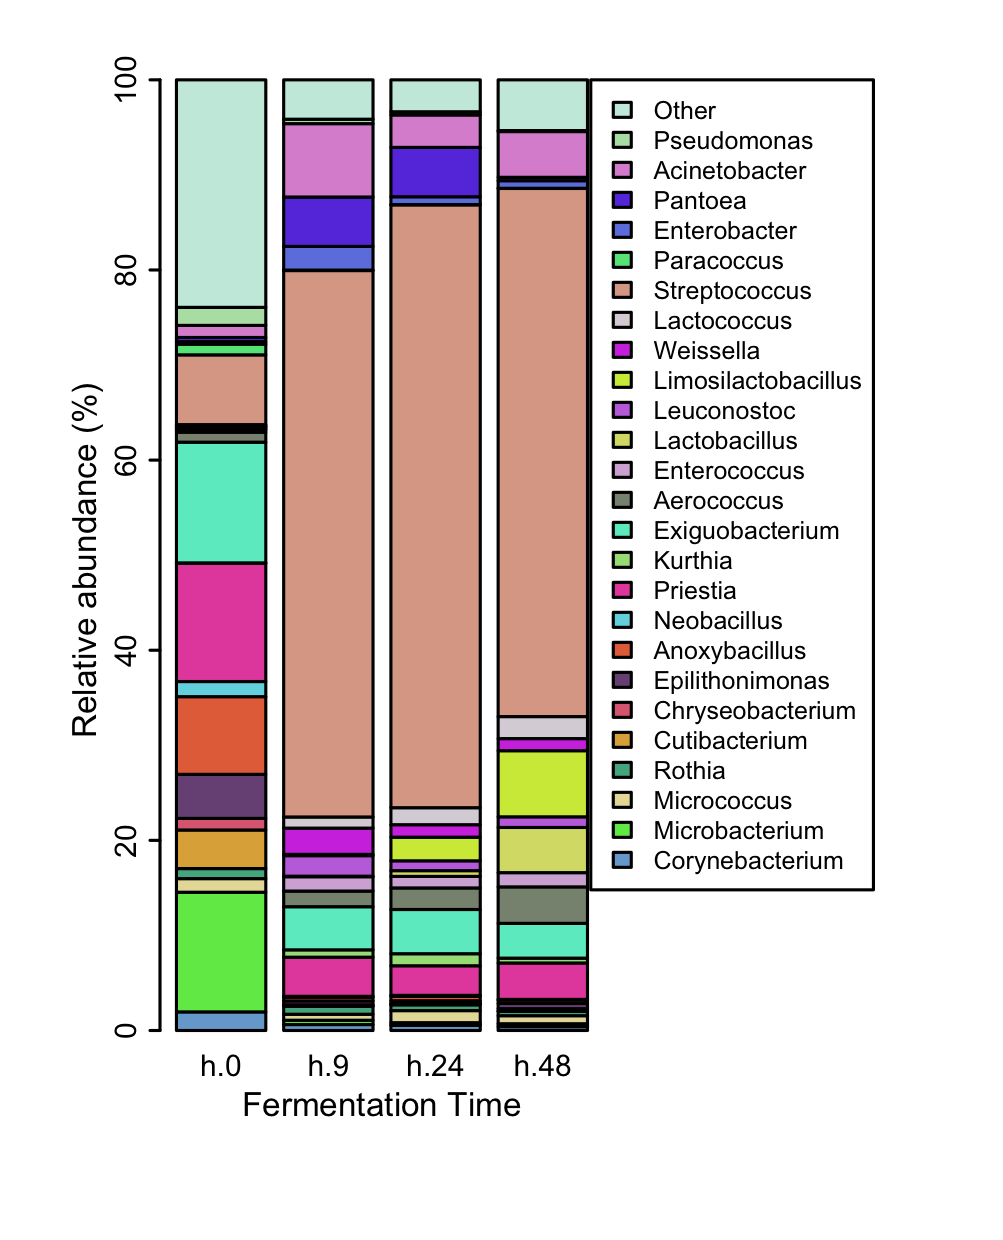 Relative abundance (%)
100
80
60
40
20
0
h.0 h.9 h.24 h.48
Fermentation Time
Other
Pseudomonas
Acinetobacter
Pantoea
Enterobacter
Paracoccus
Streptococcus
Lactococcus
Weissella
Limosilactobacillus
Leuconostoc
Lactobacillus
Enterococcus
Aerococcus
Exiguobacterium
Kurthia
Priestia
Neobacillus
Anoxybacillus
Epilithonimonas
Chryseobacterium
Cutibacterium
Rothia
Micrococcus
Microbacterium
Corynebacterium